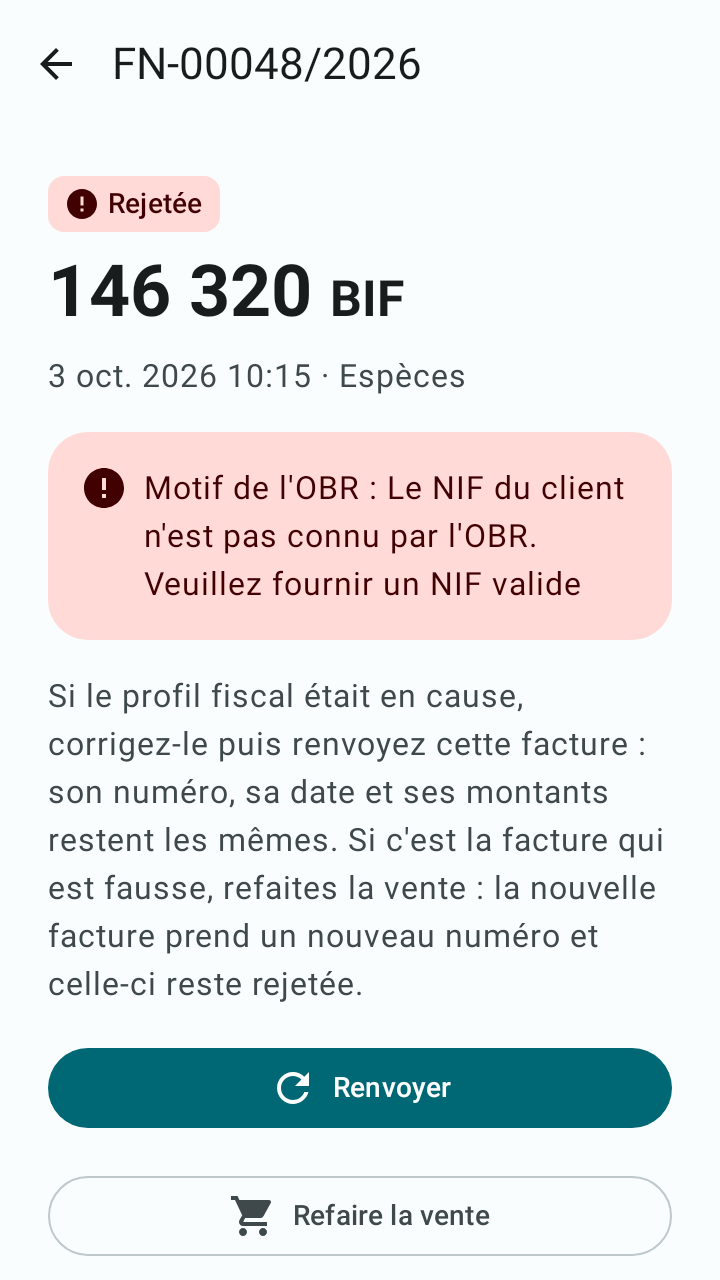 FN-00048/2026
Rejetée
146 320 BIF
3 oct. 2026 10:15 · Espèces
Motif de l'OBR : Le NIF du client
n'est pas connu par l'OBR.
Veuillez fournir un NIF valide
Si le profil fiscal était en cause,
corrigez-le puis renvoyez cette facture :
son numéro, sa date et ses montants
restent les mêmes. Si c'est la facture qui
est fausse, refaites la vente : la nouvelle
facture prend un nouveau numéro et
celle-ci reste rejetée.
Renvoyer
Refaire la vente